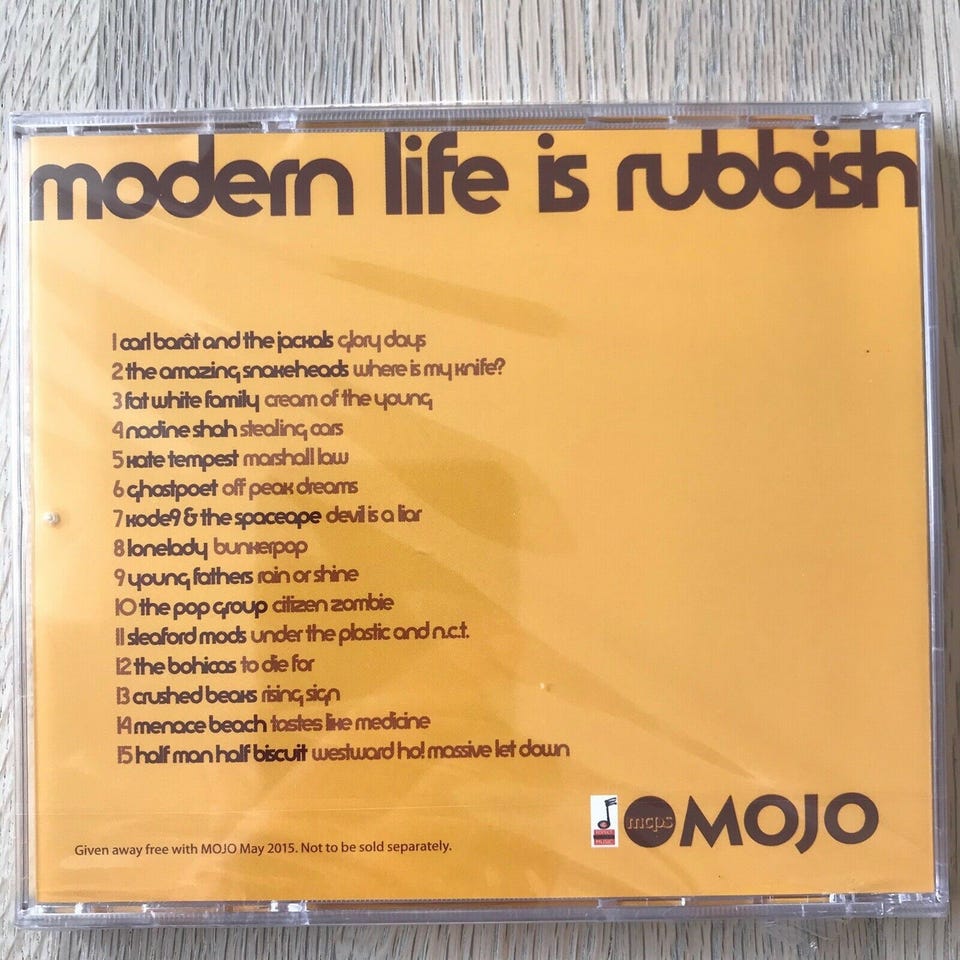 modern life is rubbish
1 carl barât and the jackals glory days
2 the amazing snakeheads where is my knife?
3 fat white family cream of the young
4 nadine shah stealing cars
5 kate tempest marshall law
6 ghostpoet off peak dreams
7 kode9 & the spaceape devil is a liar
8 lonelady bunkerpop
9 young fathers rain or shine
10 the pop group citizen zombie
11 sleaford mods under the plastic and n.c.t.
12 the bohicas to die for
13 crushed beaks rising sign
14 menace beach tastes like medicine
15 half man half biscuit westward ho! massive let down
MUSIC
mcps
MOJO
Given away free with MOJO May 2015. Not to be sold separately.